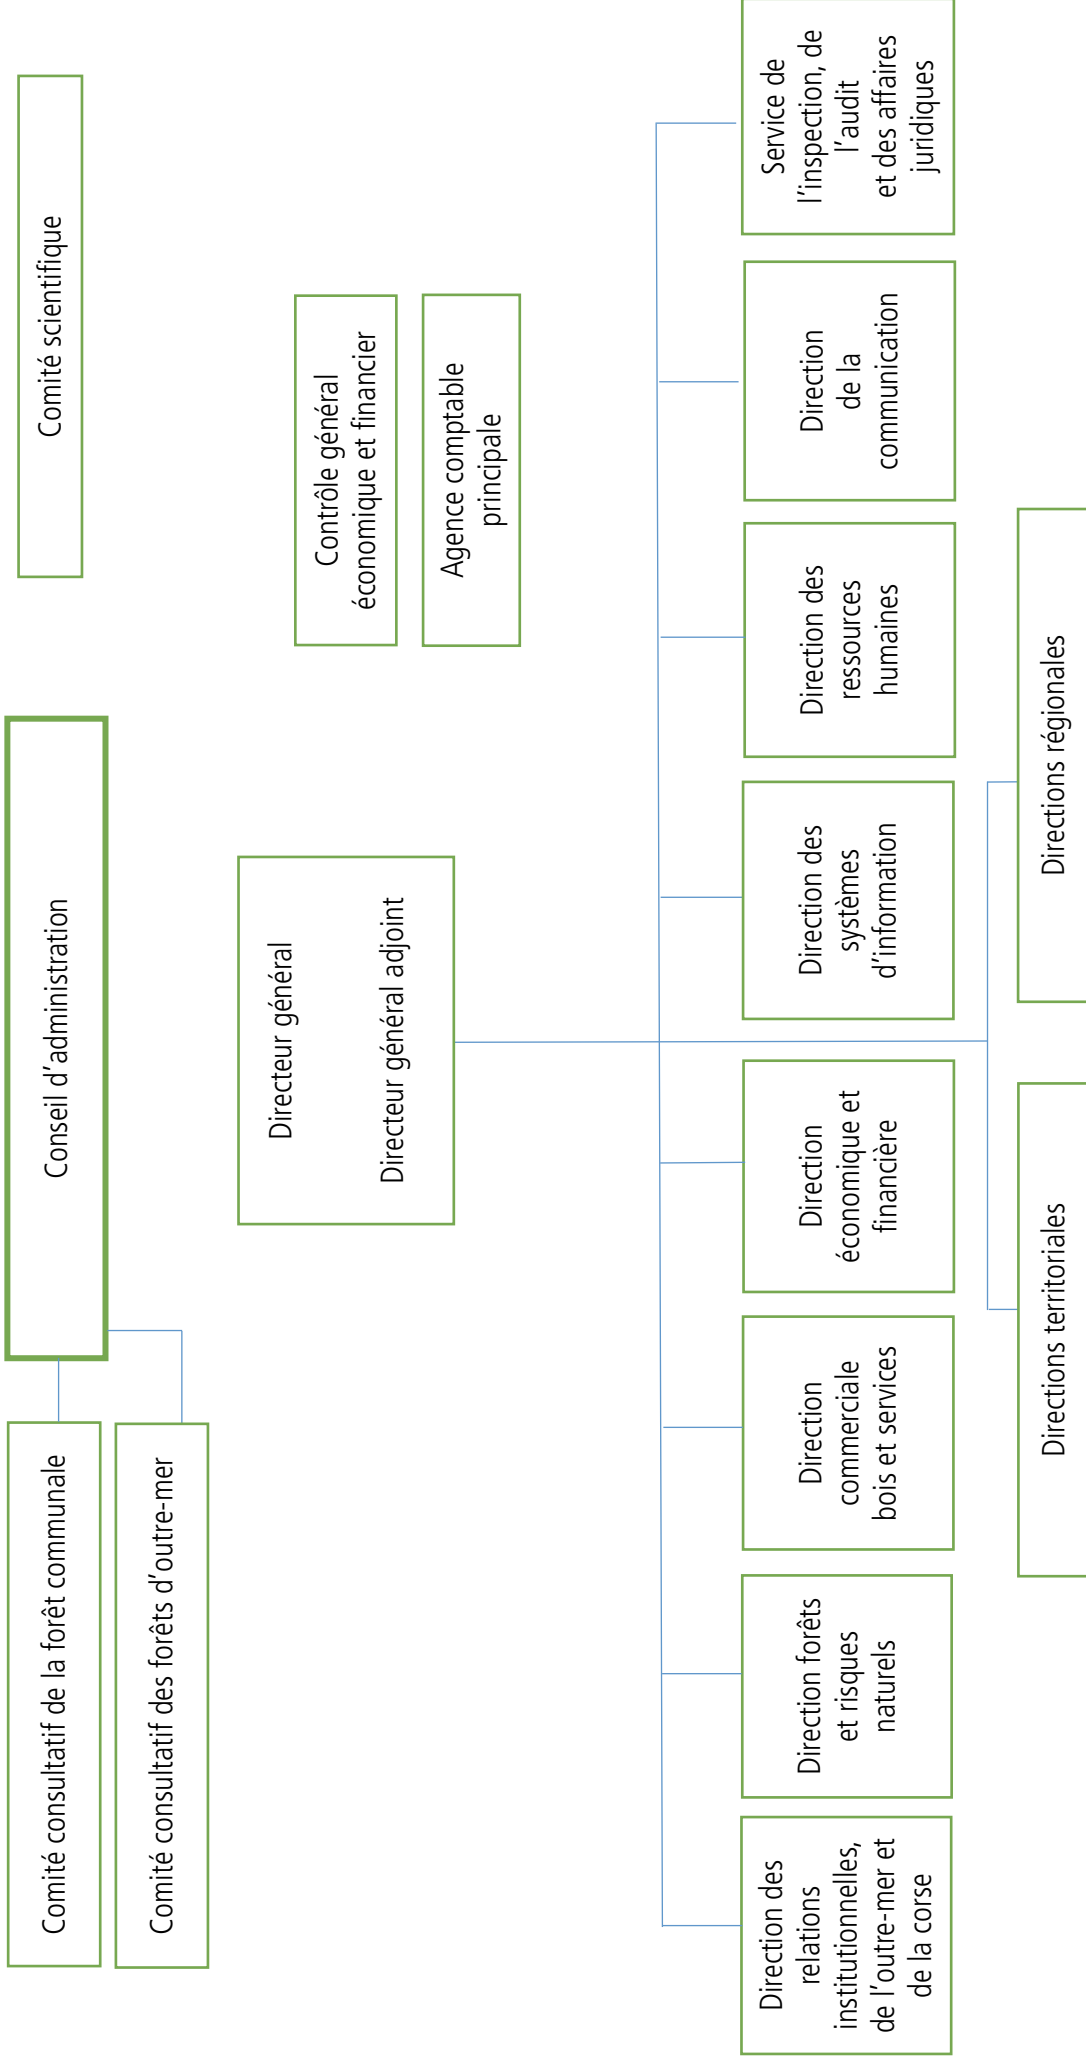 Comité consultatif de la forêt communale
Comité consultatif des forêts d'outre-mer
Conseil d'administration
Comité scientifique
Directeur général
Directeur général adjoint
Contrôle général
économique et financier
Agence comptable
principale
Direction des
relations
institutionnelles,
de l'outre-mer et
de la corse
Direction forêts
et risques
naturels
Direction
commerciale
bois et services
Direction
économique et
financière
Direction des
systèmes
d'information
Direction des
ressources
humaines
Direction
de la
communication
Service de
l'inspection, de
l'audit
et des affaires
juridiques
Directions territoriales
Directions régionales